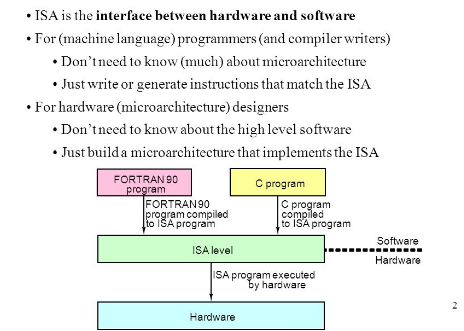 • ISA is the interface between hardware and software
• For (machine language) programmers (and compiler writers)
• Don't need to know (much) about microarchitecture
• Just write or generate instructions that match the ISA
• For hardware (microarchitecture) designers
• Don't need to know about the high level software
• Just build a microarchitecture that implements the ISA
FORTRAN 90
program
C program
FORTRAN 90
program compiled
to ISA program
C program
compiled
to ISA program
ISA level
Software
Hardware
ISA program executed
by hardware
Hardware
2